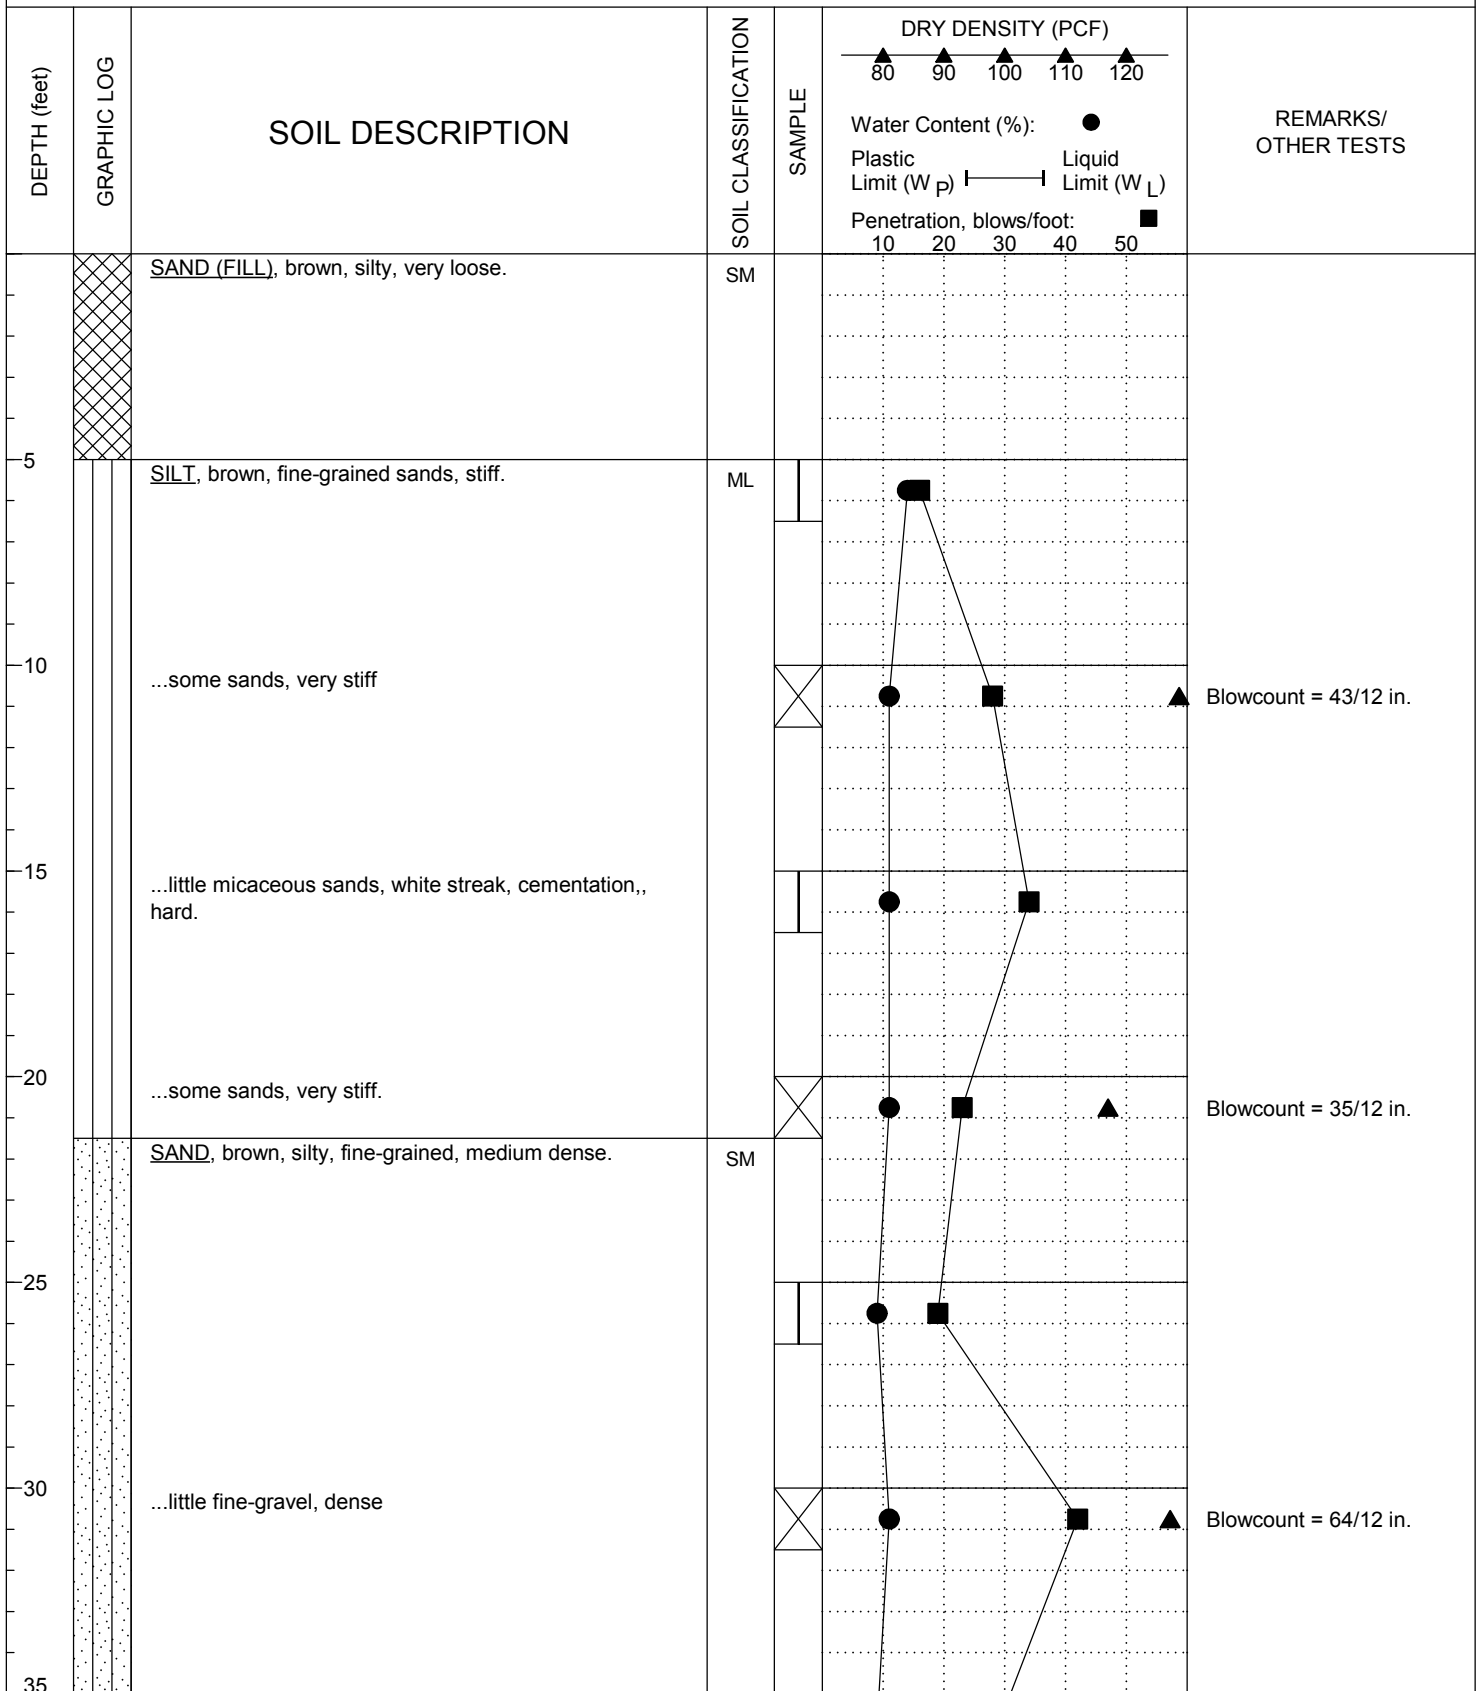 DEPTH (feet)
GRAPHIC LOG
SOIL DESCRIPTION
SOIL CLASSIFICATION
SAMPLE
DRY DENSITY (PCF)
80 90 100 110 120
Water Content (%):
Plastic Limit (W P)
Liquid Limit (W L)
Penetration, blows/foot:
10 20 30 40 50
REMARKS/
OTHER TESTS
SAND (FILL), brown, silty, very loose.
SM
5
SILT, brown, fine-grained sands, stiff.
ML
10
...some sands, very stiff
Blowcount = 43/12 in.
15
...little micaceous sands, white streak, cementation,,
hard.
20
...some sands, very stiff.
Blowcount = 35/12 in.
SAND, brown, silty, fine-grained, medium dense.
SM
25
30
...little fine-gravel, dense
Blowcount = 64/12 in.
35